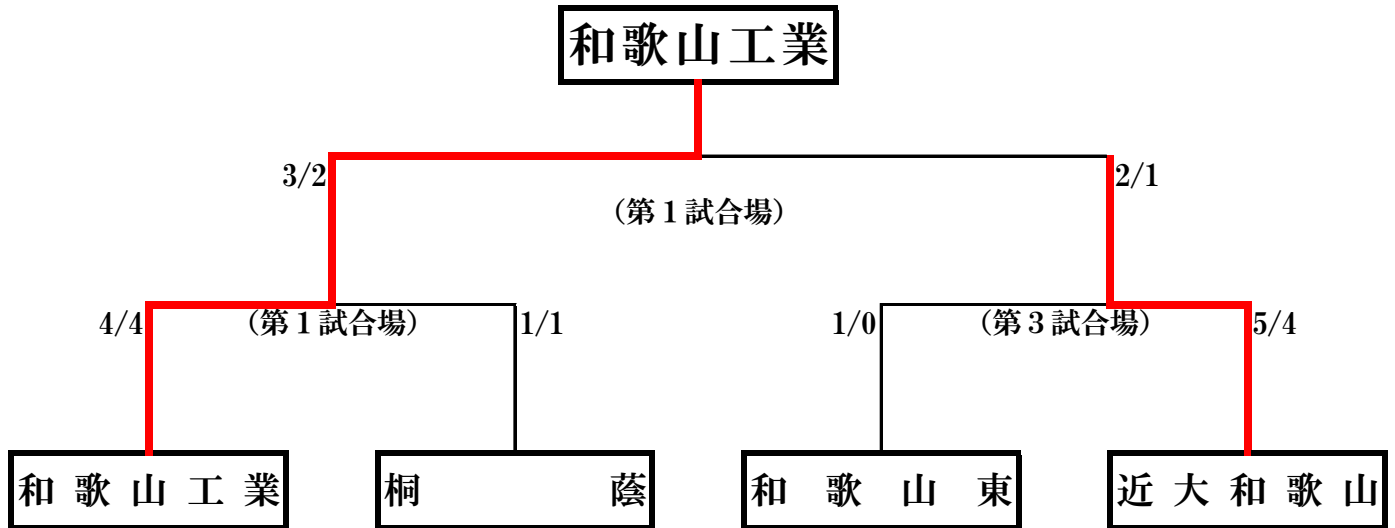 和歌山工業
3/2
2/1
（第１試合場）
4/4
（第１試合場）
1/1
1/0
（第３試合場）
5/4
和歌山工業
桐蔭
和歌山東
近大和歌山